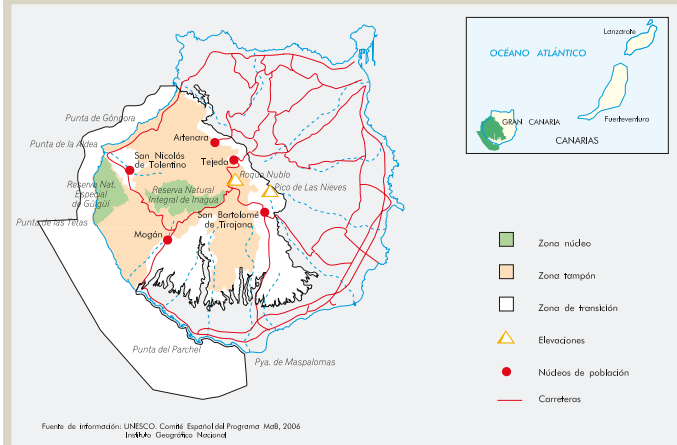 Lanzarote
OCÉANO ATLÁNTICO
Fuerteventura
GRAN CANARIA
CANARIAS
Punta de Góngora
Punta de la Aldea
Artenara
San Nicolás
de Tolentino
Tejeda
Roque Nublo
Pico de Las Nieves
Reserva Nat.
Especial
de Güigüí
Reserva Natural
Integral de Inagua
San Bartolomé
de Tirajana
Punta de las Tetas
Mogán
Punta del Parchel
Pya. de Maspalomas
Zona núcleo
Zona tampón
Zona de transición
Elevaciones
Núcleos de población
Carreteras
Fuente de información: UNESCO. Comité Español del Programa MaB, 2006
Instituto Geográfico Nacional